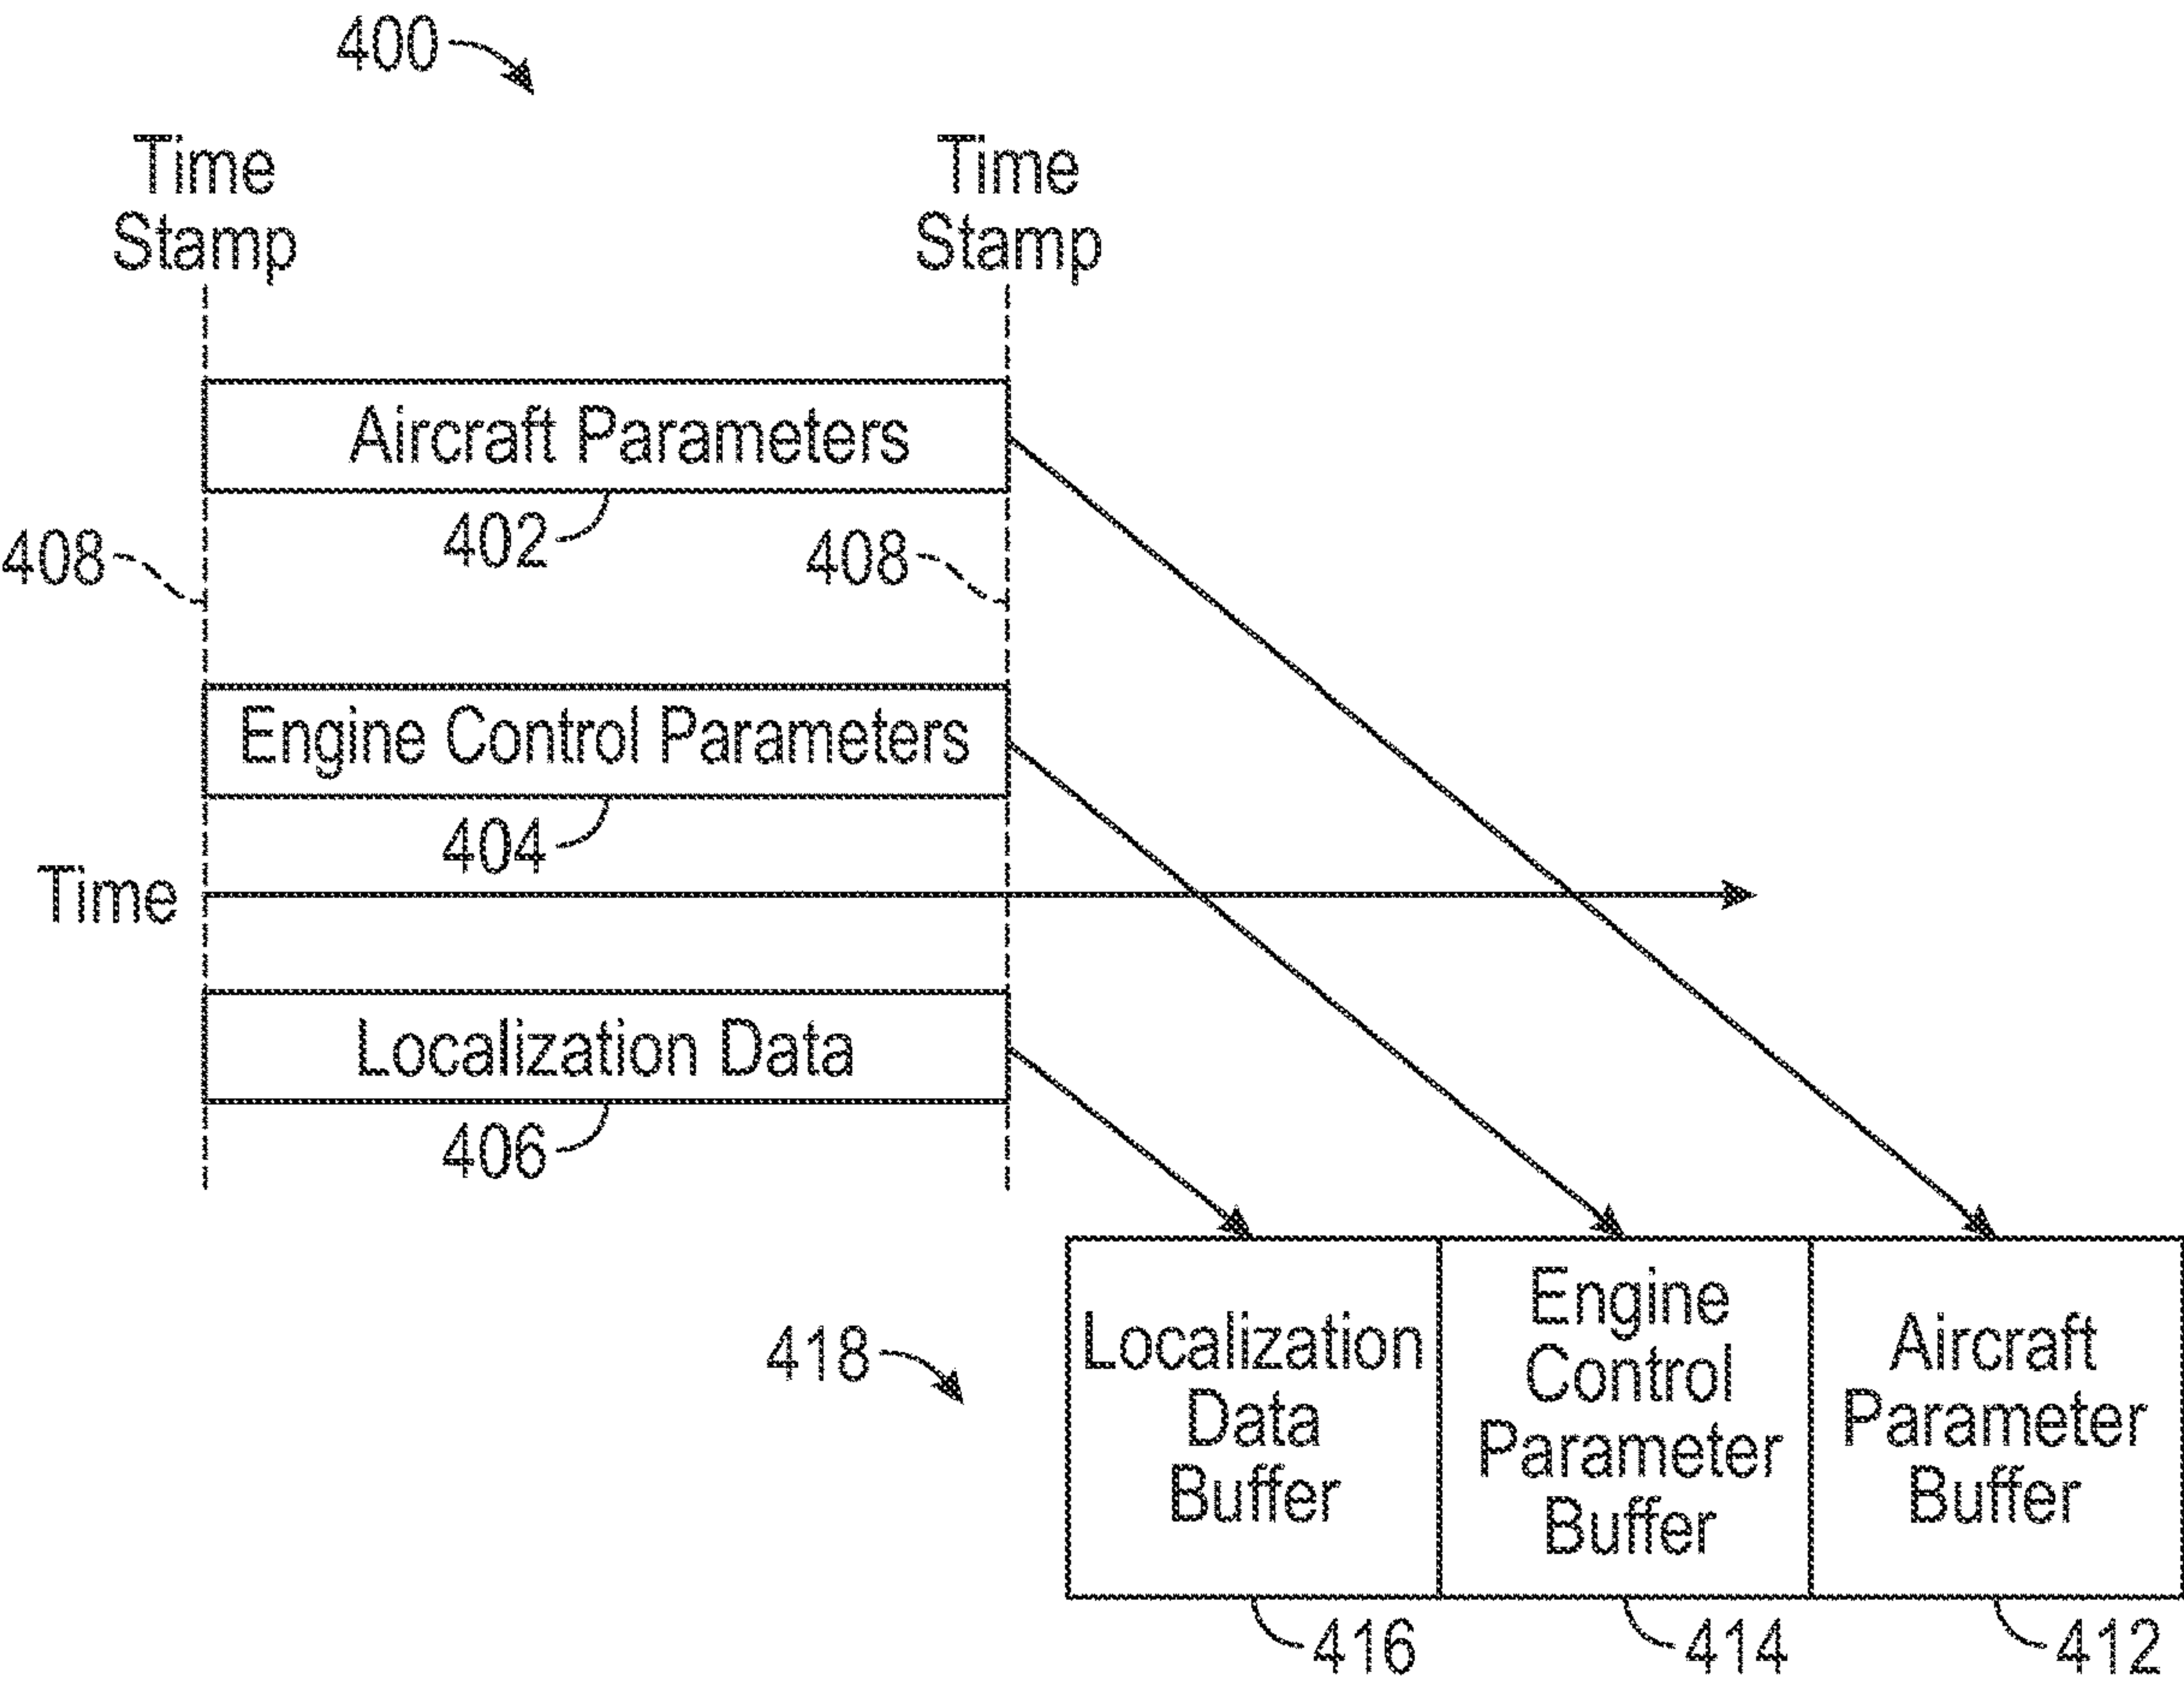 400
Time
Stamp
Time
Stamp
Aircraft Parameters
402
408
408
Engine Control Parameters
404
Time
Localization Data
406
418
Localization
Data
Buffer
Engine
Control
Parameter
Buffer
Aircraft
Parameter
Buffer
416
414
412